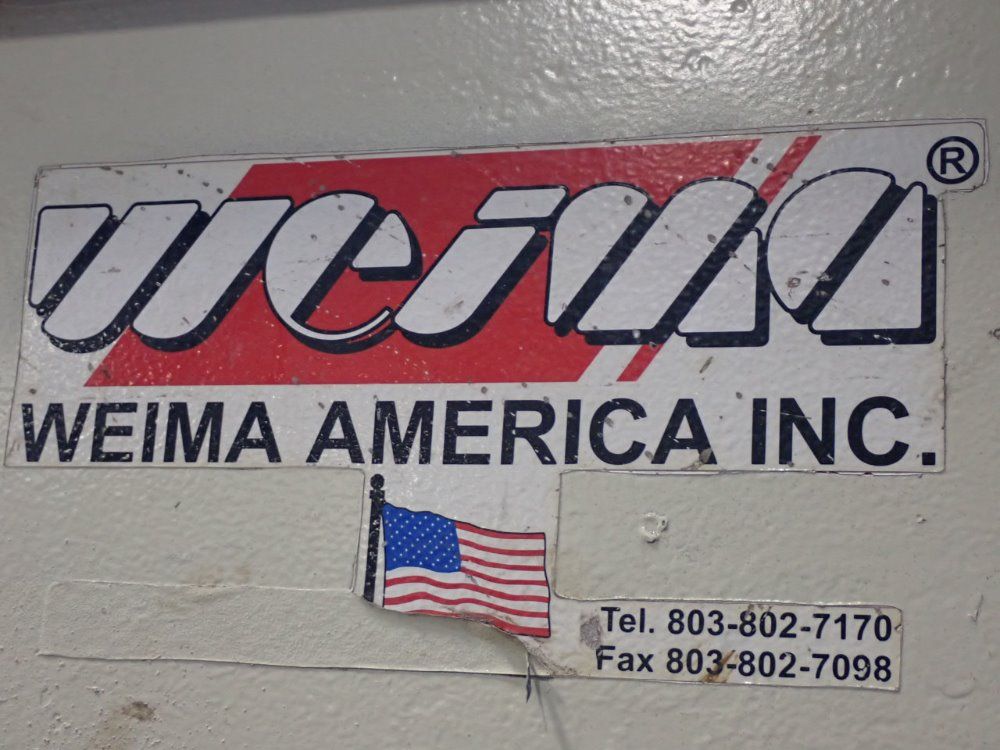 weima®
WEIMA AMERICA INC.
Tel. 803-802-7170
Fax 803-802-7098